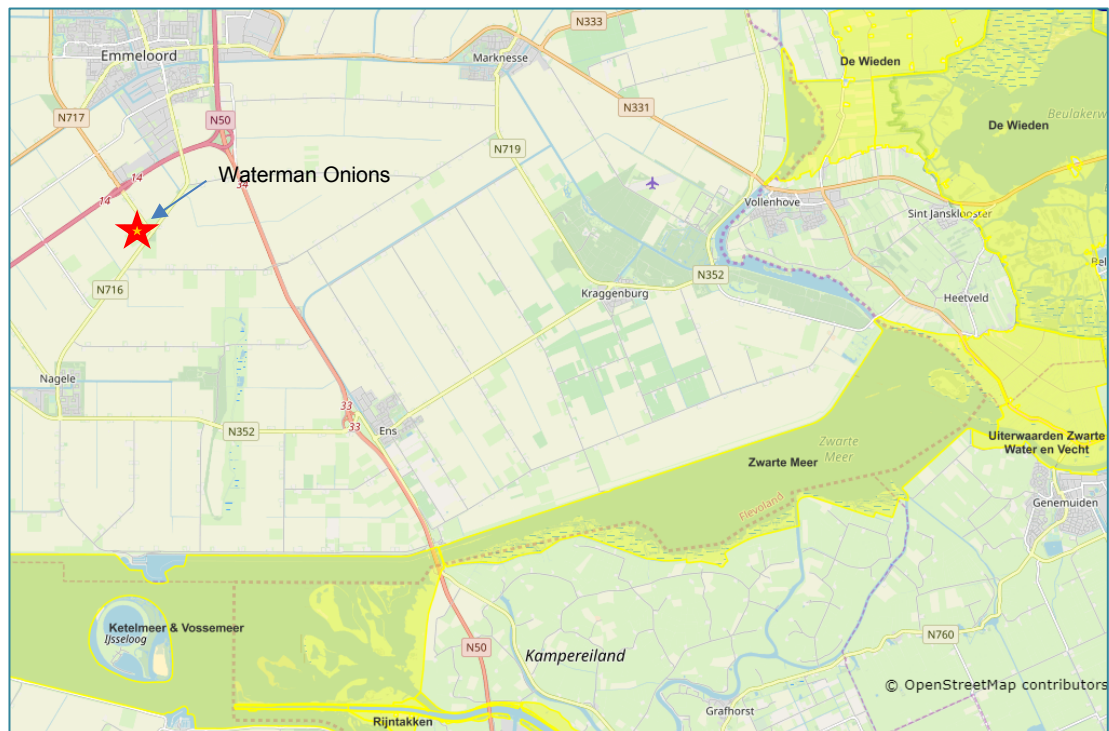 N333
Emmeloord
Marknesse
De Wieden
N331
Beulakerw
N717
N50
De Wieden
N719
14
Waterman Onions
34
14
Vollenhove
Sint Jansklooster
N352
Bel
N716
Kraggenburg
Heetveld
Nagele
33
Ens
33
N352
Zwarte
Meer
Zwarte Meer
Uiterwaarden Zwarte
Water en Vecht
Flevoland
Genemuiden
Ketelmeer & Vossemeer
IJsseloog
N50
Kampereiland
N760
© OpenStreetMap contributors
Grafhorst
Rijntakken